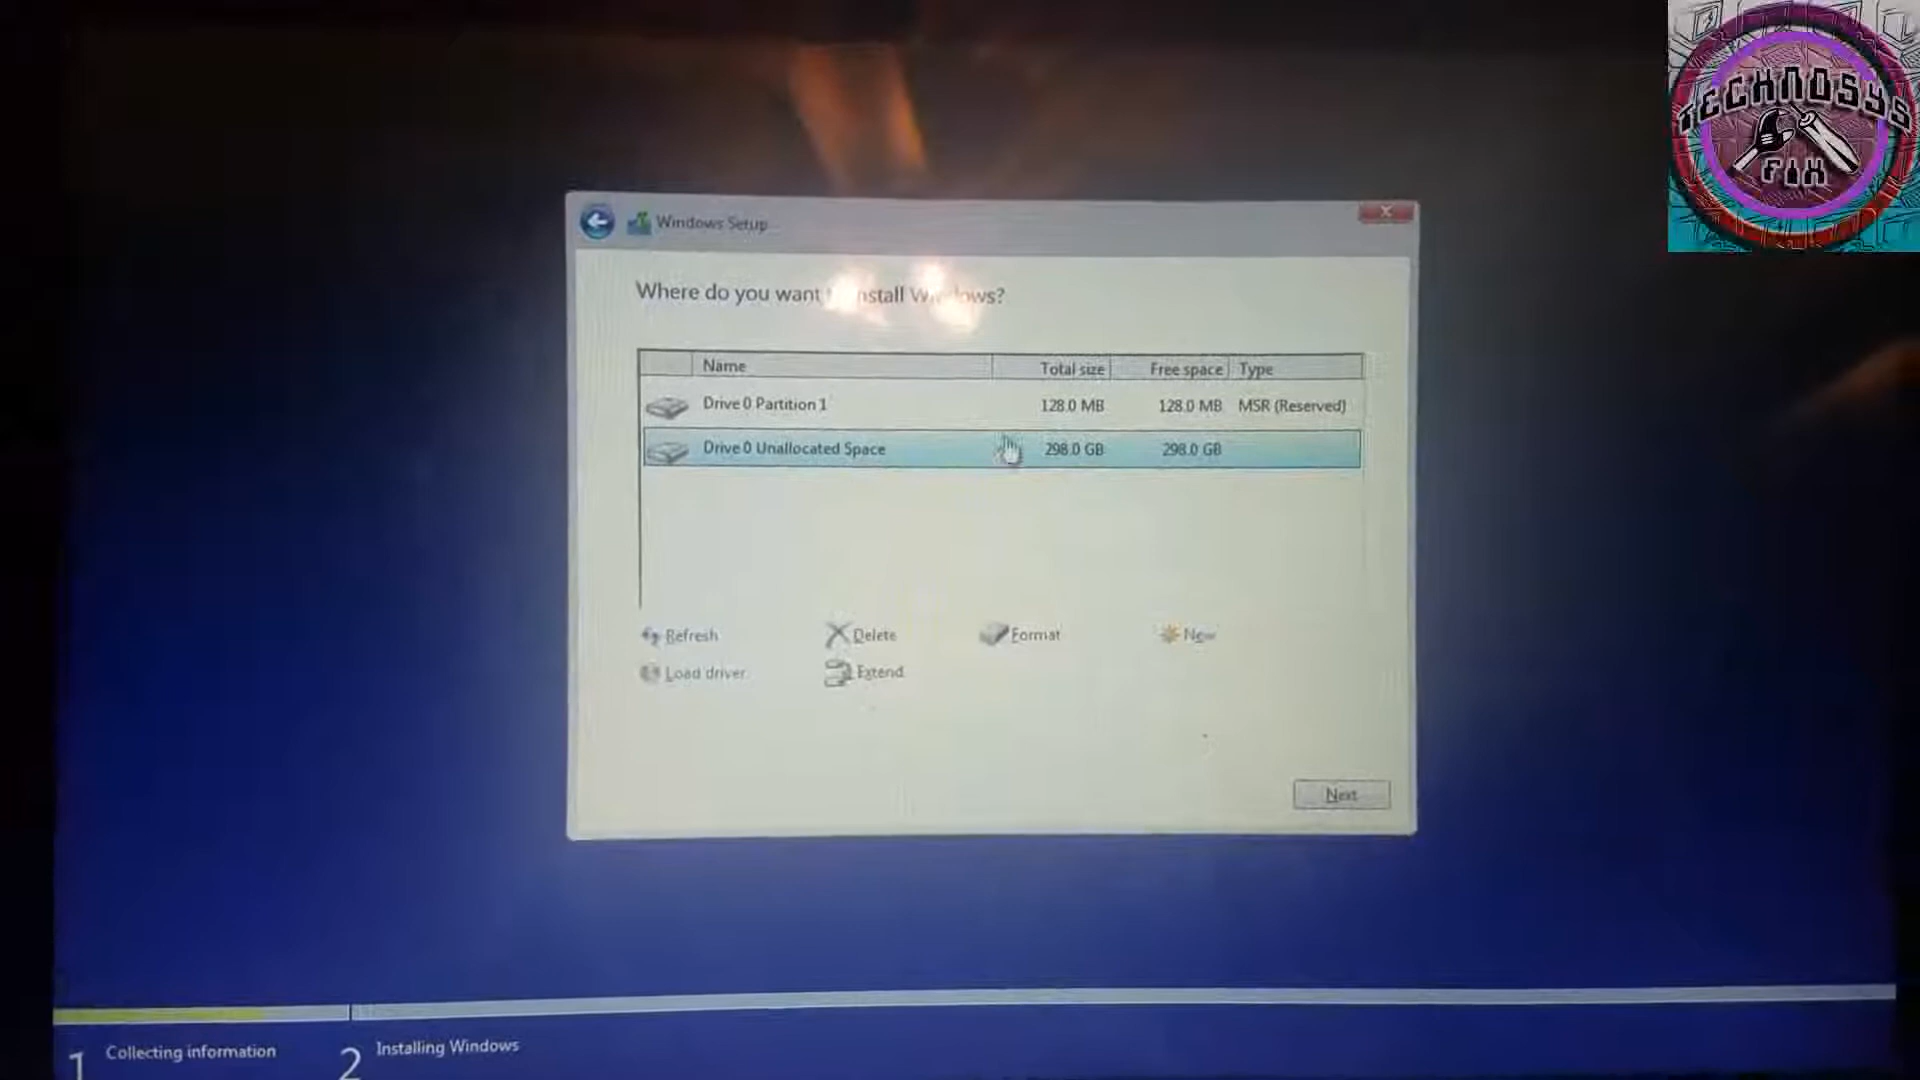 TECHNOSYS
FIX
Windows Setup
Where do you want install Windows?
Name Total size Free space Type
Drive 0 Partition 1 128.0 MB 128.0 MB MSR (Reserved)
Drive 0 Unallocated Space 298.0 GB 298.0 GB
Refresh Delete Format New
Load driver Extend
Next
1 Collecting information 2 Installing Windows